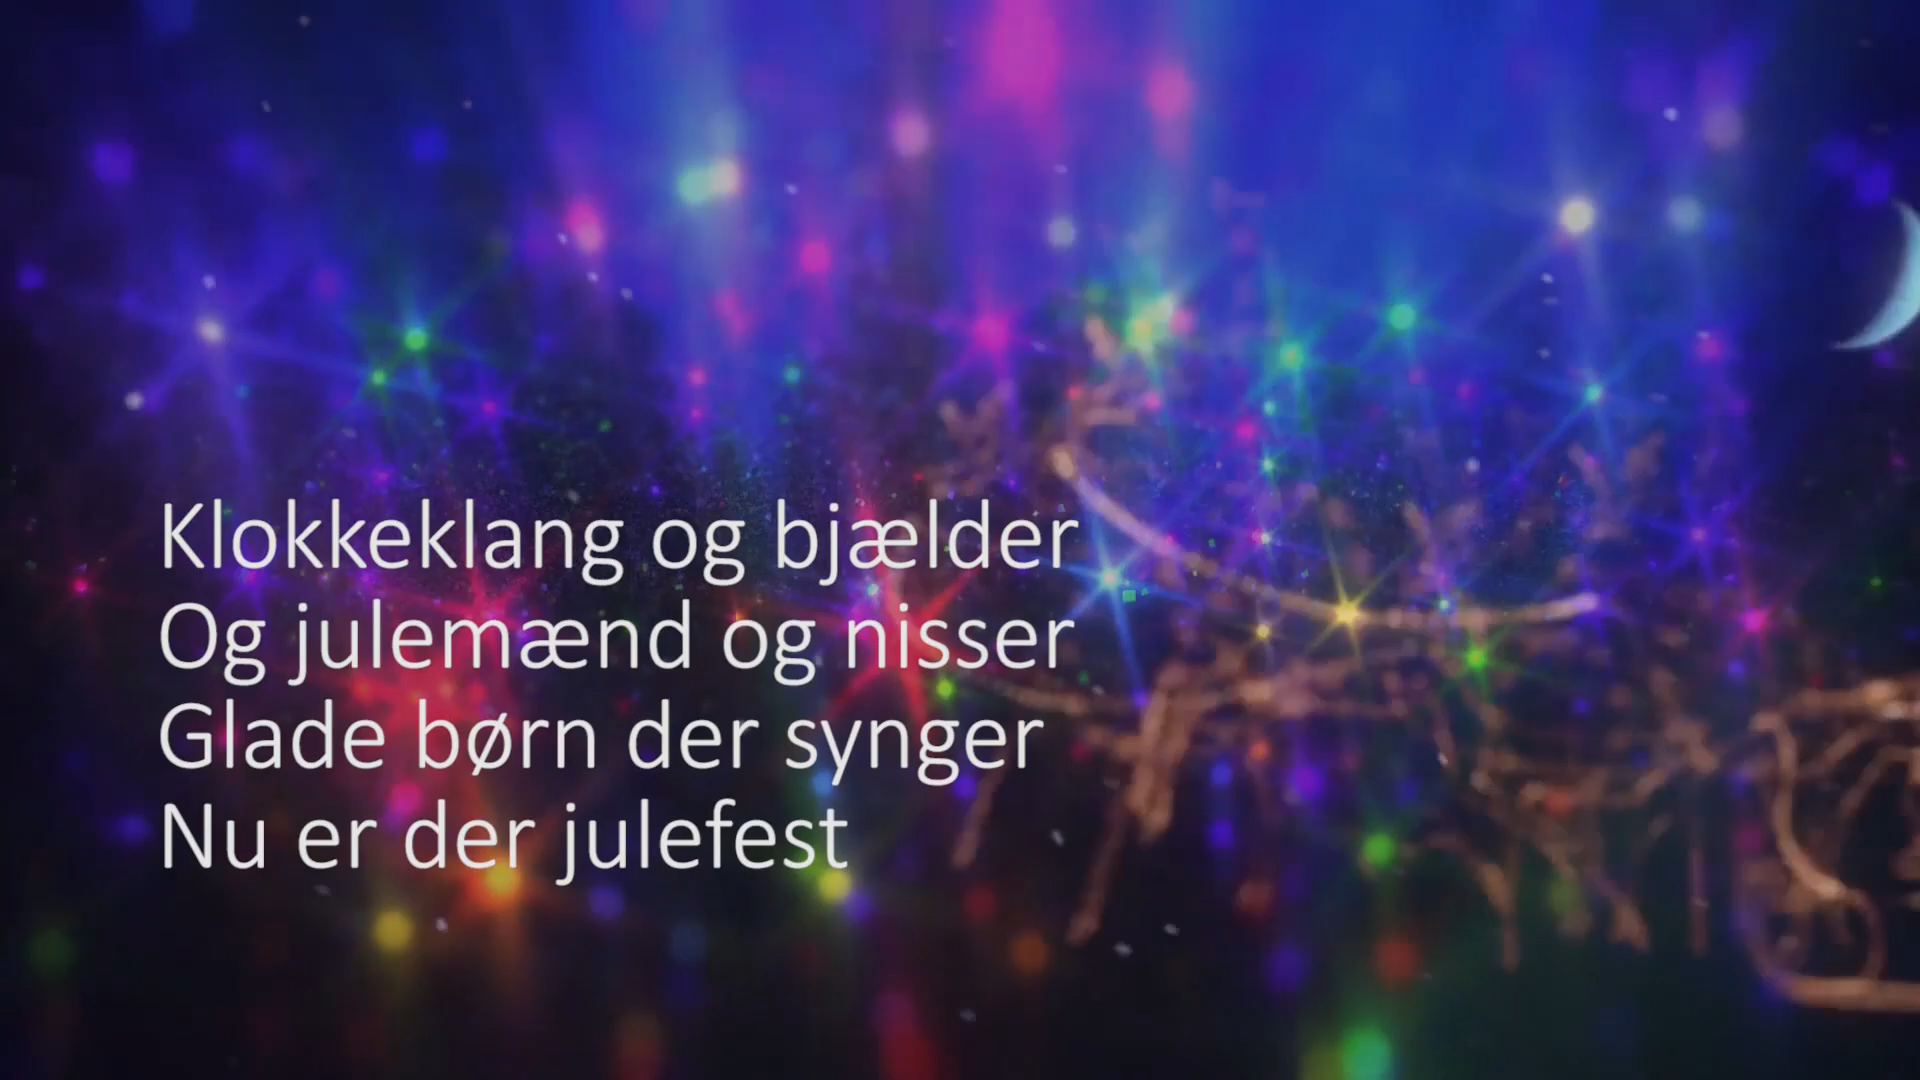 Klokkeklang og bjælder
Og julemænd og nisser
Glade børn der synger
Nu er der julefest